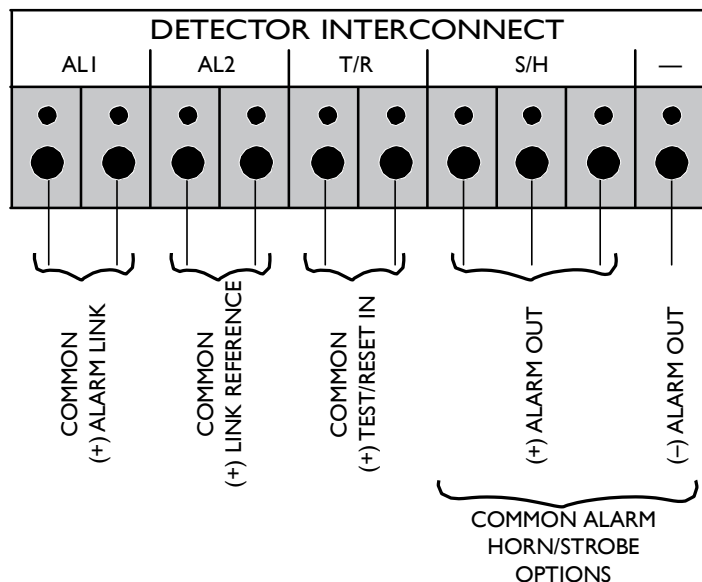 DETECTOR INTERCONNECT
AL1 AL2 T/R S/H —
COMMON
(+) ALARM LINK
COMMON
(+) LINK REFERENCE
COMMON
(+) TEST/RESET IN
(+) ALARM OUT
(–) ALARM OUT
COMMON ALARM
HORN/STROBE
OPTIONS